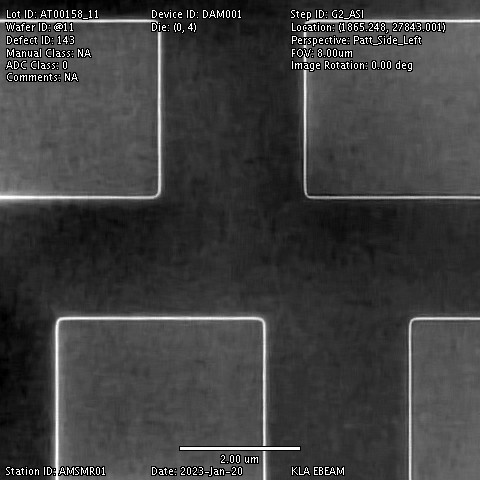 Lot ID: AT00158_11 Device ID: DAM001 Step ID: G2_ASI
Wafer ID: @11 Die: (0, 4) Location: (1865.248, 27843.001)
Defect ID: 143 Perspective: Patt_Side_Left
Manual Class: NA FOV: 8.00um
ADC Class: 0 Image Rotation: 0.00 deg
Comments: NA
2.00 um
Station ID: AMSMR01 Date: 2023-Jan-20 KLA EBEAM